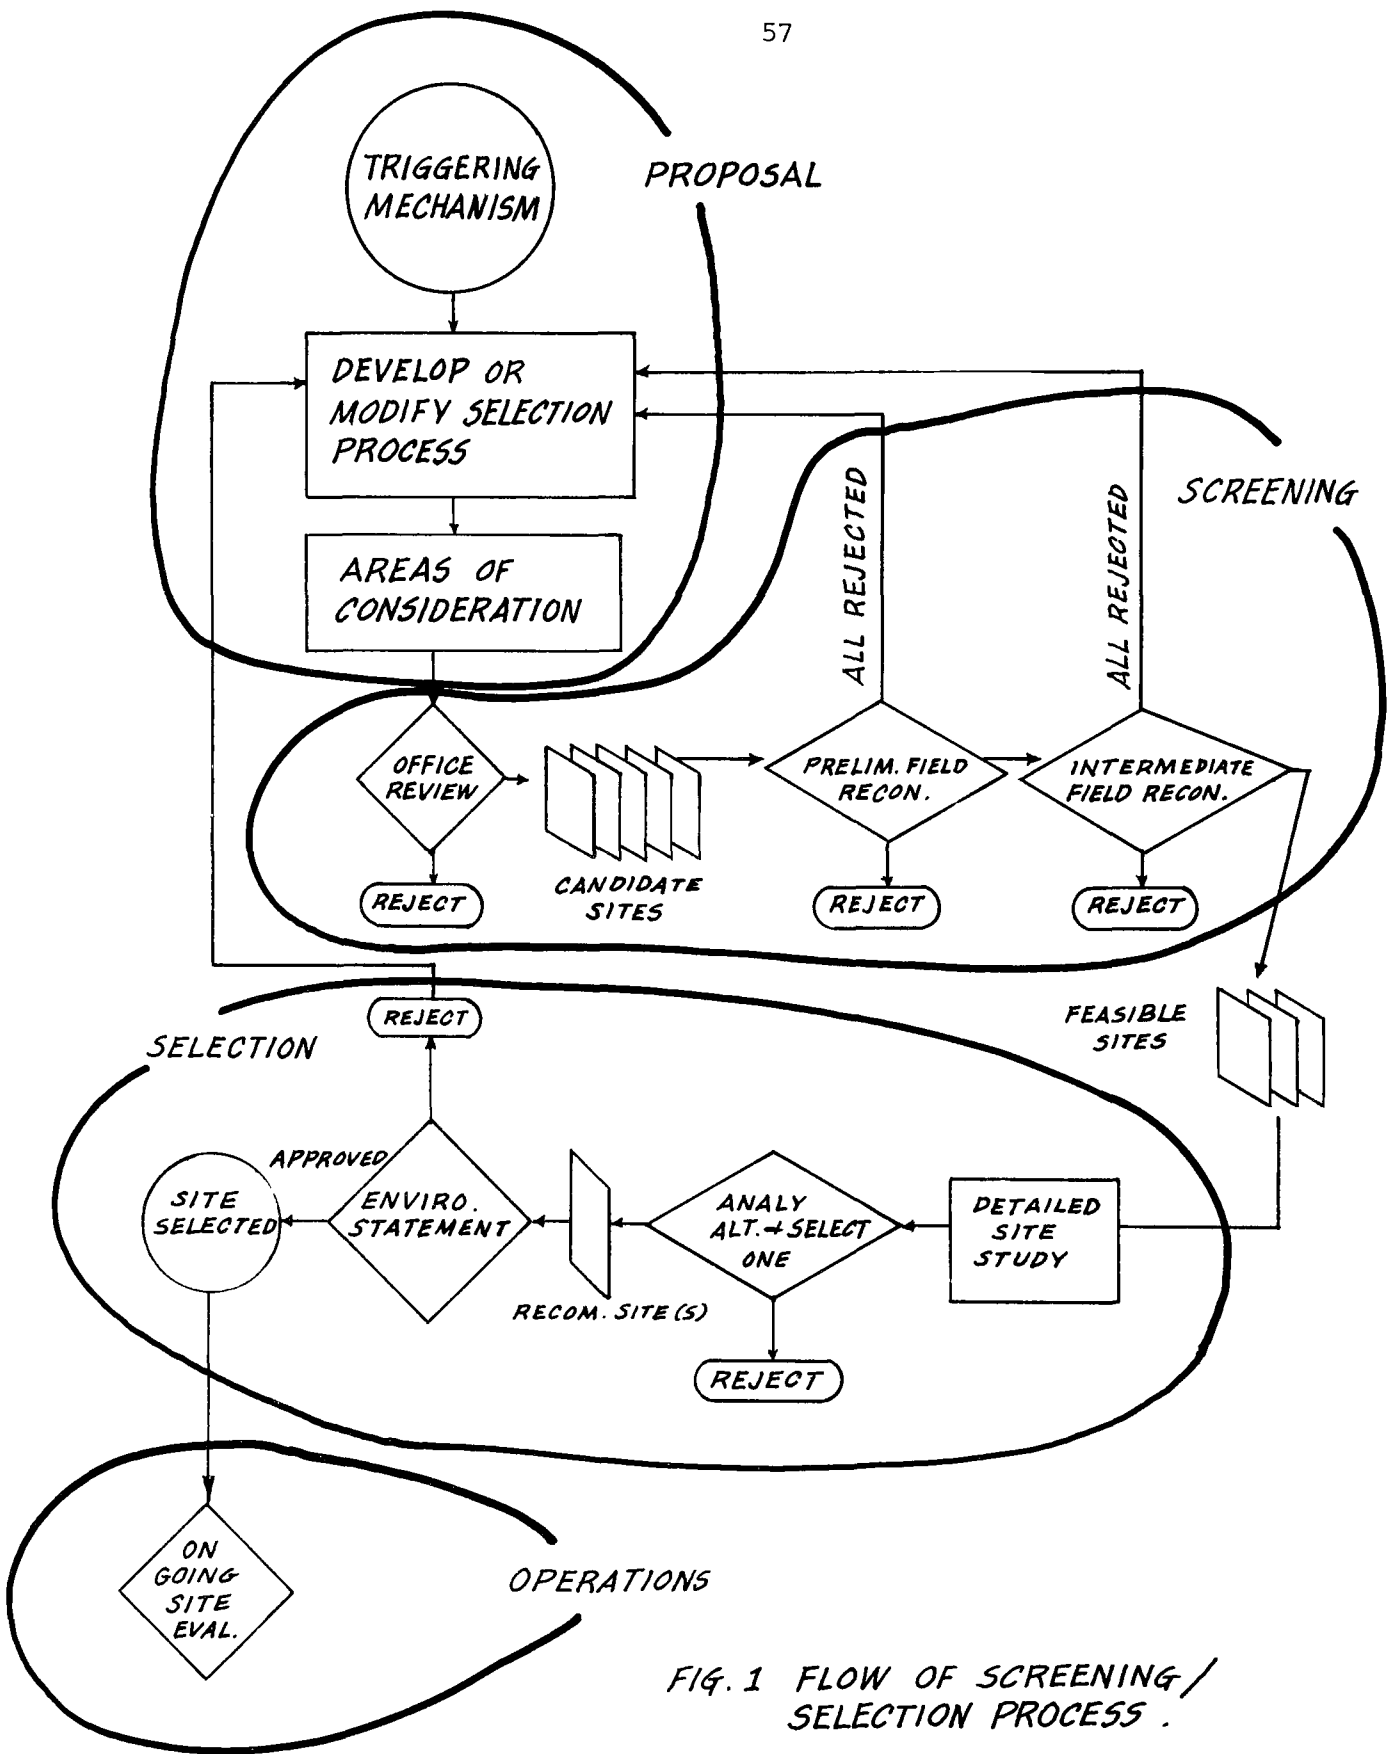 57
TRIGGERING
MECHANISM
PROPOSAL
DEVELOP OR
MODIFY SELECTION
PROCESS
AREAS OF
CONSIDERATION
ALL REJECTED
ALL REJECTED
SCREENING
OFFICE
REVIEW
CANDIDATE
SITES
PRELIM. FIELD
RECON.
INTERMEDIATE
FIELD RECON.
REJECT
REJECT
REJECT
FEASIBLE
SITES
SELECTION
REJECT
APPROVED
SITE
SELECTED
ENVIRO.
STATEMENT
RECOM. SITE(S)
ANALY
ALT.+SELECT
ONE
DETAILED
SITE
STUDY
REJECT
ON
GOING
SITE
EVAL.
OPERATIONS
FIG. 1 FLOW OF SCREENING/
SELECTION PROCESS .